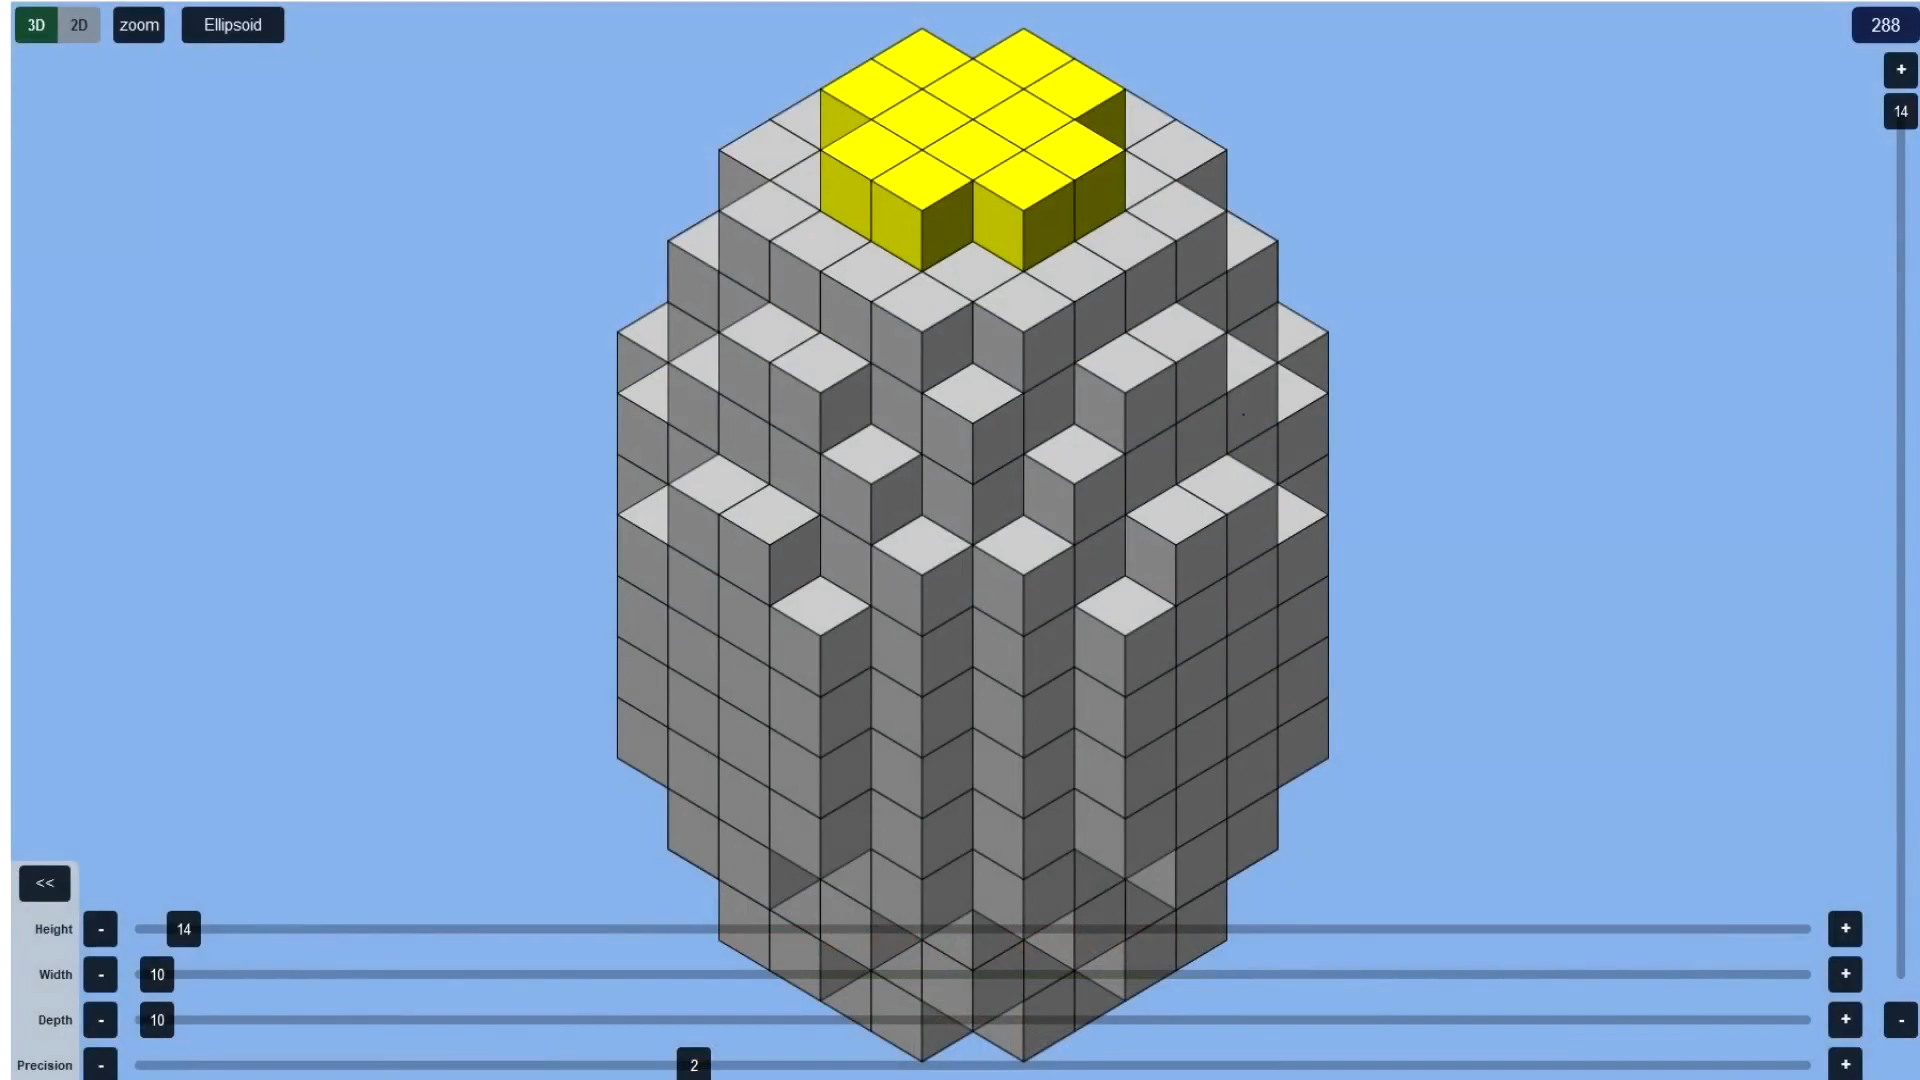 3D 2D zoom Ellipsoid 288
+
14
<<
Height - 14 +
Width - 10 +
Depth - 10 + -
Precision - 2 +